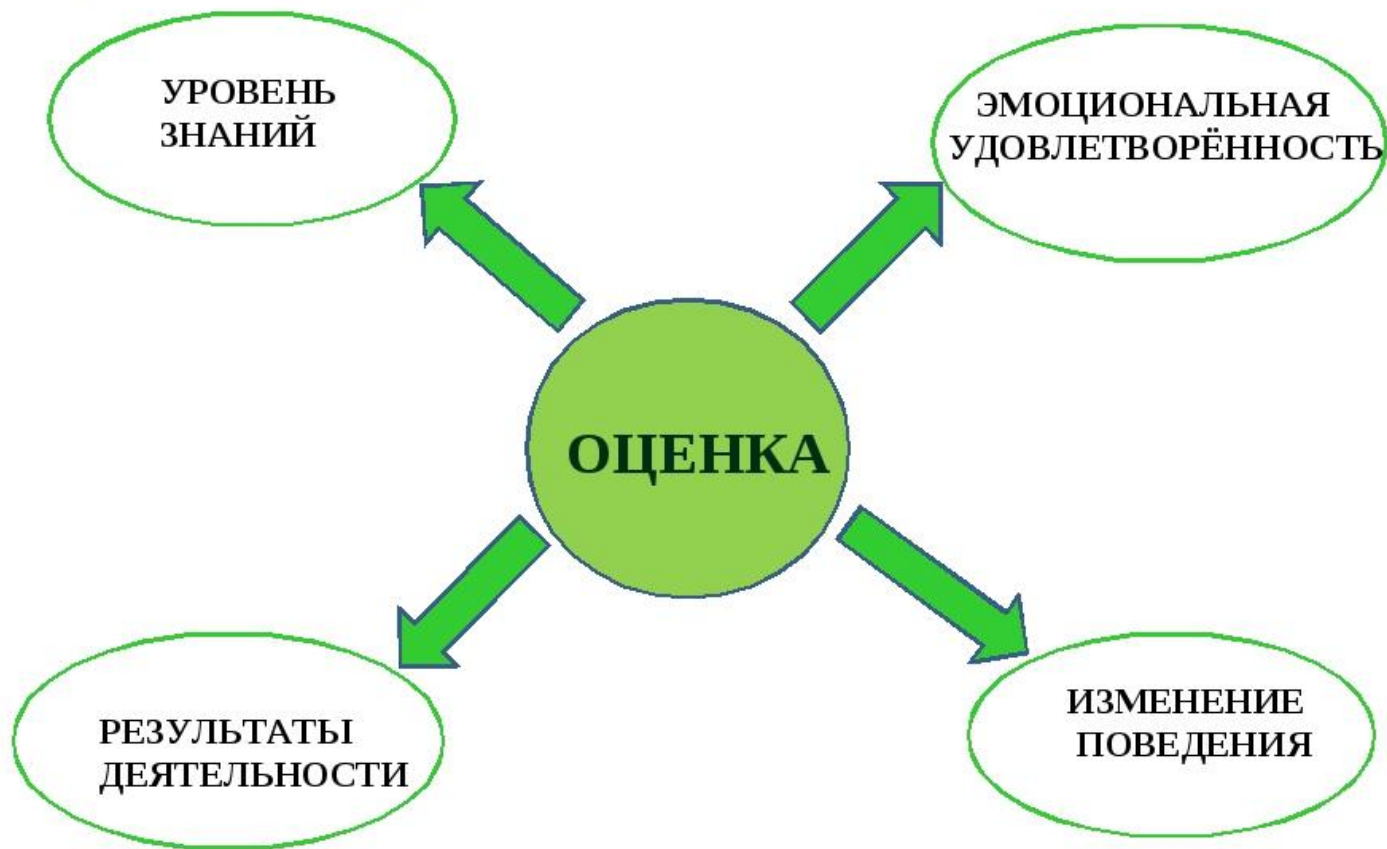 УРОВЕНЬ
ЗНАНИЙ
ЭМОЦИОНАЛЬНАЯ
УДОВЛЕТВОРЁННОСТЬ
ОЦЕНКА
РЕЗУЛЬТАТЫ
ДЕЯТЕЛЬНОСТИ
ИЗМЕНЕНИЕ
ПОВЕДЕНИЯ